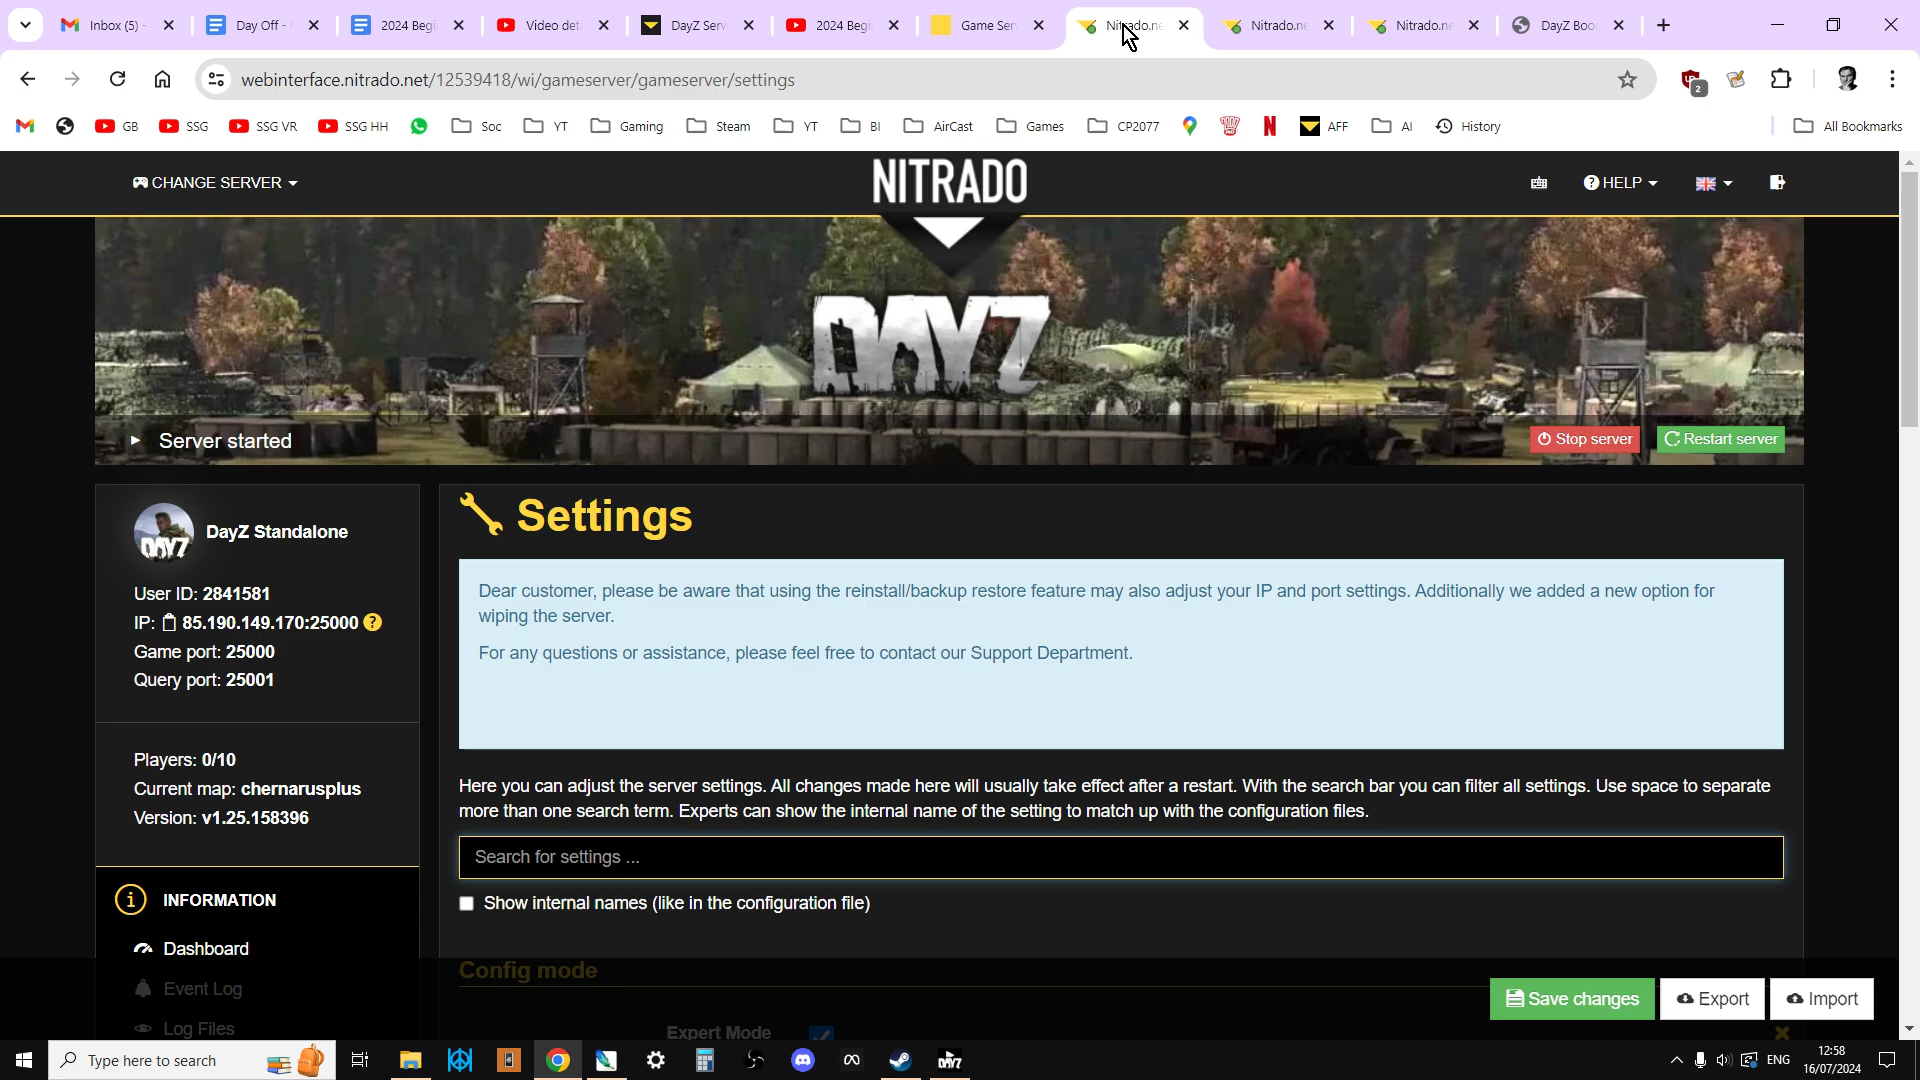 Inbox (5) -
Day Off -
2024 Begi
Video det
DayZ Serv
2024 Begi
Game Ser
Nitrado.ne
Nitrado.ne
Nitrado.ne
DayZ Boo
webinterface.nitrado.net/12539418/wi/gameserver/gameserver/settings
2
GB
SSG
SSG VR
SSG HH
Soc
YT
Gaming
Steam
YT
BI
AirCast
Games
CP2077
AFF
AI
History
All Bookmarks
CHANGE SERVER
NITRADO
HELP
DAYZ
Server started
Stop server
Restart server
DAYZ
DayZ Standalone
User ID: 2841581
IP: 85.190.149.170:25000
Game port: 25000
Query port: 25001
Players: 0/10
Current map: chernarusplus
Version: v1.25.158396
INFORMATION
Dashboard
Event Log
Log Files
Settings
Dear customer, please be aware that using the reinstall/backup restore feature may also adjust your IP and port settings. Additionally we added a new option for
wiping the server.
For any questions or assistance, please feel free to contact our Support Department.
Here you can adjust the server settings. All changes made here will usually take effect after a restart. With the search bar you can filter all settings. Use space to separate
more than one search term. Experts can show the internal name of the setting to match up with the configuration files.
Search for settings ...
Show internal names (like in the configuration file)
Config mode
Expert Mode
Save changes
Export
Import
Type here to search
DAYZ
ENG
12:58
16/07/2024